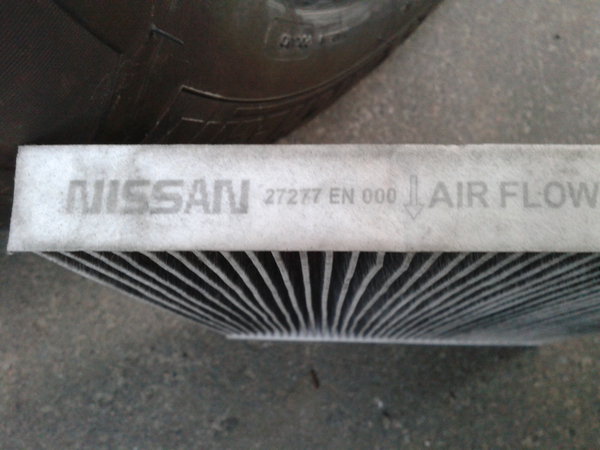 NISSAN 27277 EN 000 ⇩ AIR FLOW